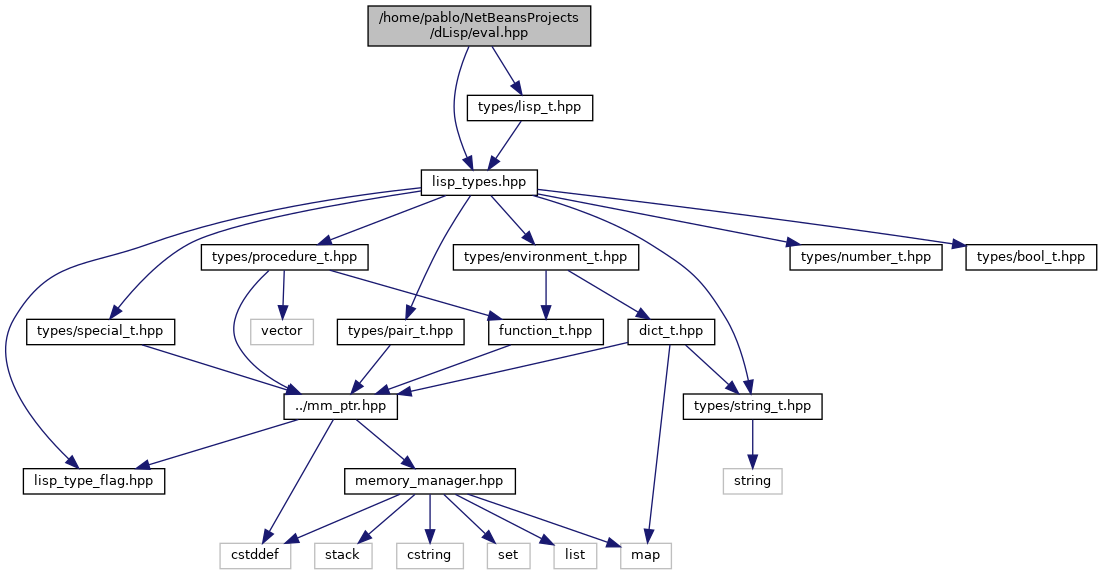 /home/pablo/NetBeansProjects
/dLisp/eval.hpp
types/lisp_t.hpp
lisp_types.hpp
types/procedure_t.hpp
types/environment_t.hpp
types/number_t.hpp
types/bool_t.hpp
types/special_t.hpp
vector
types/pair_t.hpp
function_t.hpp
dict_t.hpp
../mm_ptr.hpp
types/string_t.hpp
lisp_type_flag.hpp
memory_manager.hpp
string
cstddef
stack
cstring
set
list
map